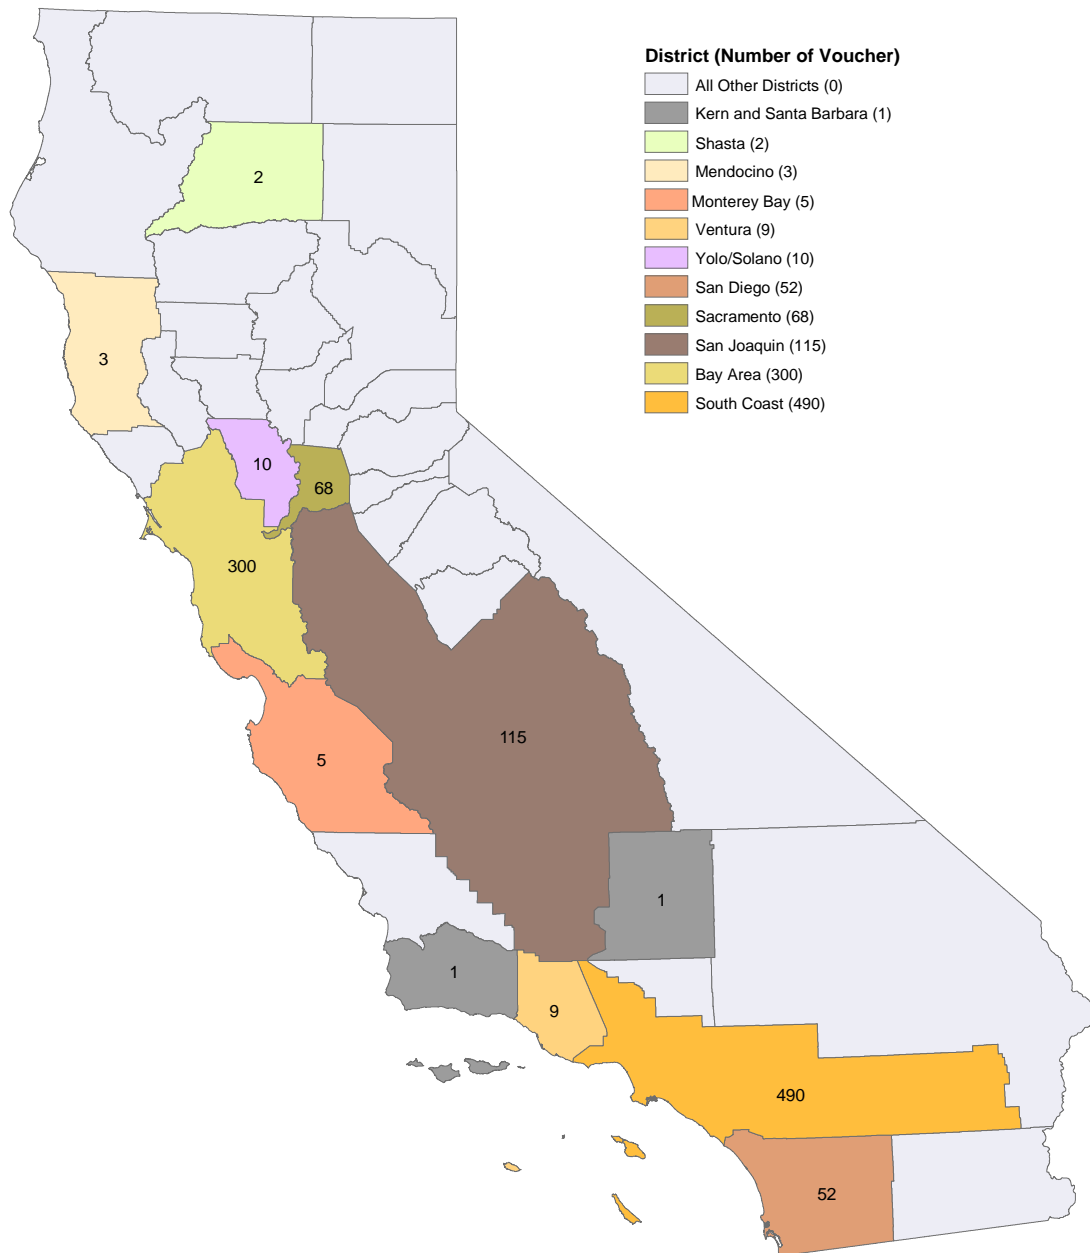 District (Number of Voucher)
All Other Districts (0)
Kern and Santa Barbara (1)
Shasta (2)
Mendocino (3)
Monterey Bay (5)
Ventura (9)
Yolo/Solano (10)
San Diego (52)
Sacramento (68)
San Joaquin (115)
Bay Area (300)
South Coast (490)
2
3
10
68
300
115
5
1
1
9
490
52